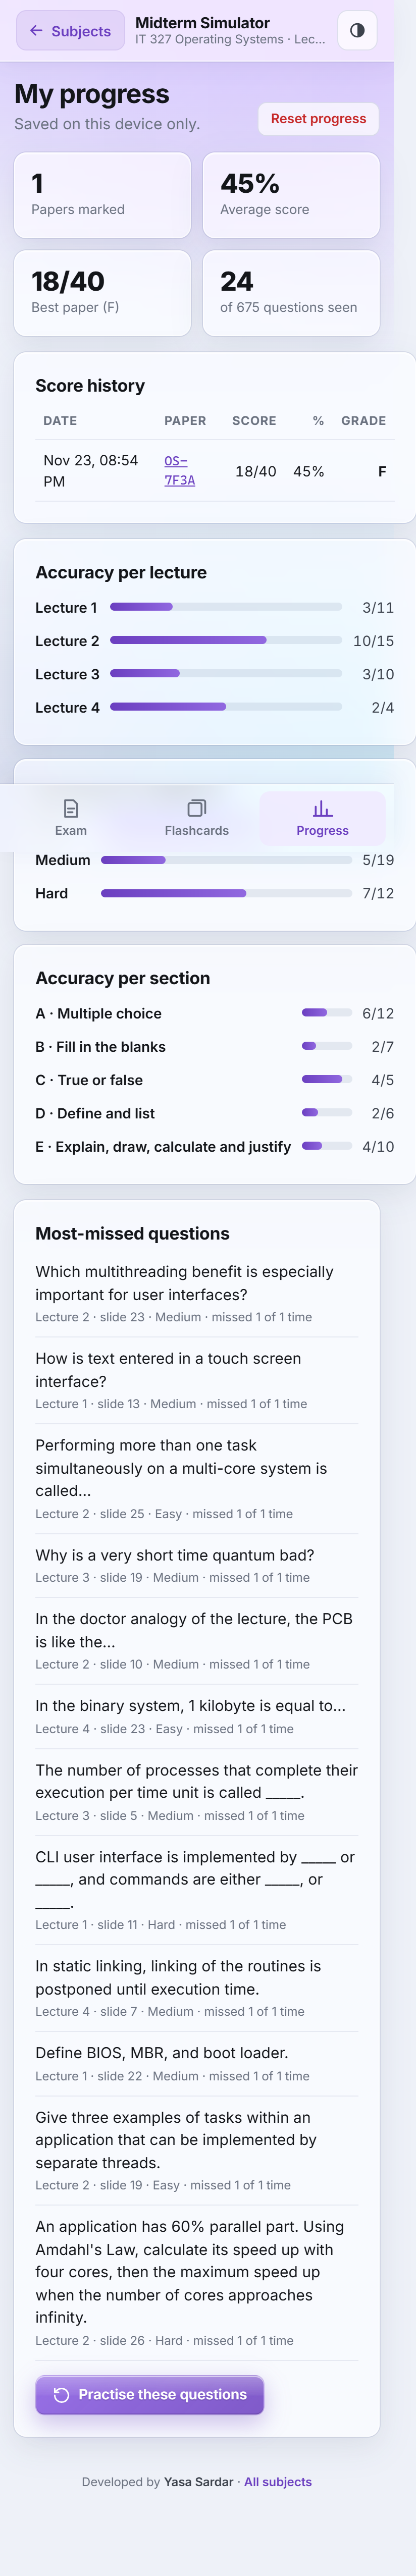 Subjects
Midterm Simulator
IT 327 Operating Systems · Lec...
My progress
Saved on this device only.
Reset progress
1
Papers marked
45%
Average score
18/40
Best paper (F)
24
of 675 questions seen
Score history
DATE PAPER SCORE % GRADE
Nov 23, 08:54 PM
OS-7F3A
18/40 45% F
Accuracy per lecture
Lecture 1 3/11
Lecture 2 10/15
Lecture 3 3/10
Lecture 4 2/4
Exam
Flashcards
Progress
Medium 5/19
Hard 7/12
Accuracy per section
A · Multiple choice 6/12
B · Fill in the blanks 2/7
C · True or false 4/5
D · Define and list 2/6
E · Explain, draw, calculate and justify 4/10
Most-missed questions
Which multithreading benefit is especially
important for user interfaces?
Lecture 2 · slide 23 · Medium · missed 1 of 1 time
How is text entered in a touch screen
interface?
Lecture 1 · slide 13 · Medium · missed 1 of 1 time
Performing more than one task
simultaneously on a multi-core system is
called...
Lecture 2 · slide 25 · Easy · missed 1 of 1 time
Why is a very short time quantum bad?
Lecture 3 · slide 19 · Medium · missed 1 of 1 time
In the doctor analogy of the lecture, the PCB
is like the...
Lecture 2 · slide 10 · Medium · missed 1 of 1 time
In the binary system, 1 kilobyte is equal to...
Lecture 4 · slide 23 · Easy · missed 1 of 1 time
The number of processes that complete their
execution per time unit is called _____.
Lecture 3 · slide 5 · Medium · missed 1 of 1 time
CLI user interface is implemented by _____ or
_____, and commands are either _____, or
_____.
Lecture 1 · slide 11 · Hard · missed 1 of 1 time
In static linking, linking of the routines is
postponed until execution time.
Lecture 4 · slide 7 · Medium · missed 1 of 1 time
Define BIOS, MBR, and boot loader.
Lecture 1 · slide 22 · Medium · missed 1 of 1 time
Give three examples of tasks within an
application that can be implemented by
separate threads.
Lecture 2 · slide 19 · Easy · missed 1 of 1 time
An application has 60% parallel part. Using
Amdahl's Law, calculate its speed up with
four cores, then the maximum speed up
when the number of cores approaches
infinity.
Lecture 2 · slide 26 · Hard · missed 1 of 1 time
Practise these questions
Developed by Yasa Sardar · All subjects